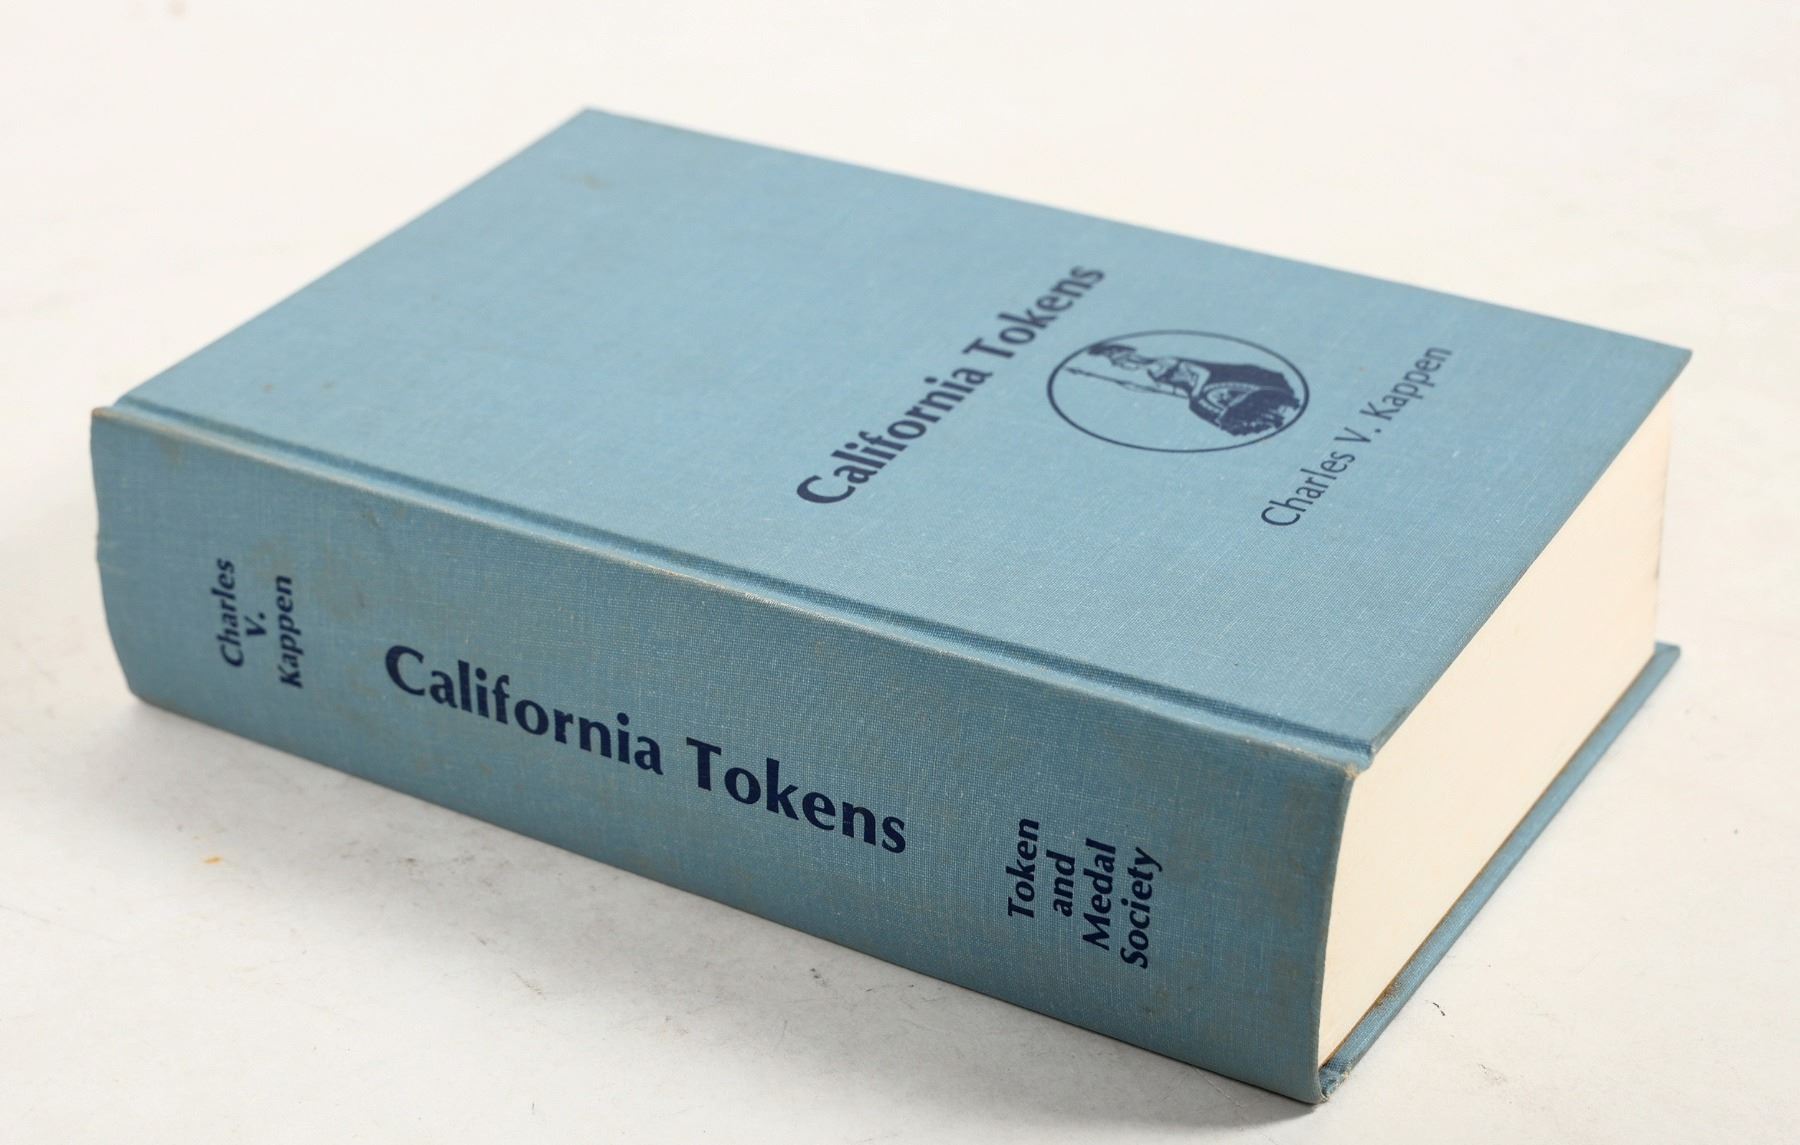 California Tokens
Charles V. Kappen
Charles
V.
Kappen
California Tokens
Token
and
Medal
Society